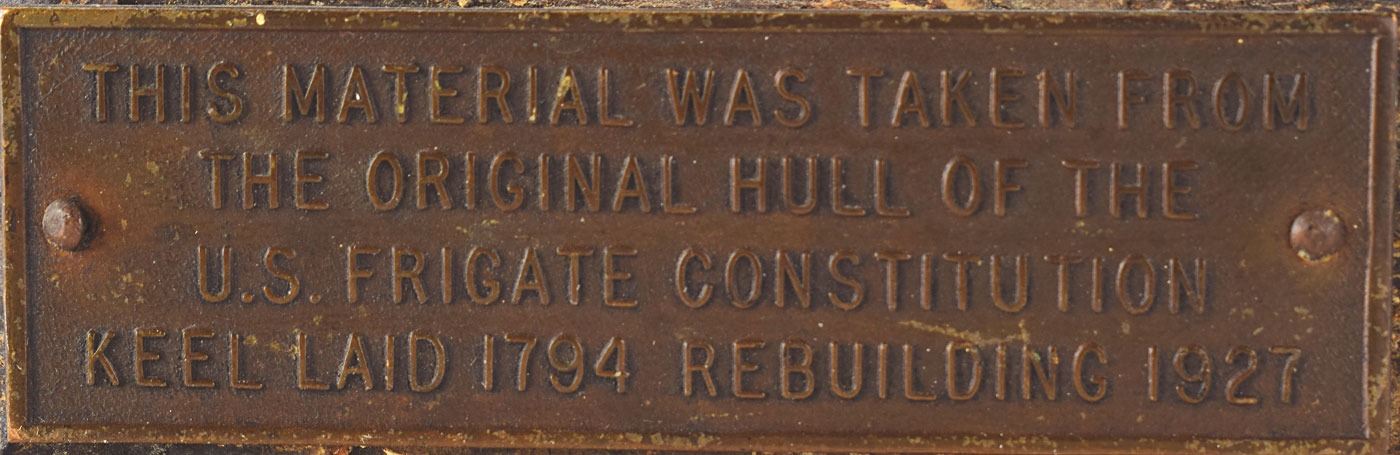 THIS MATERIAL WAS TAKEN FROM
THE ORIGINAL HULL OF THE
U.S. FRIGATE CONSTITUTION
KEEL LAID 1794 REBUILDING 1927